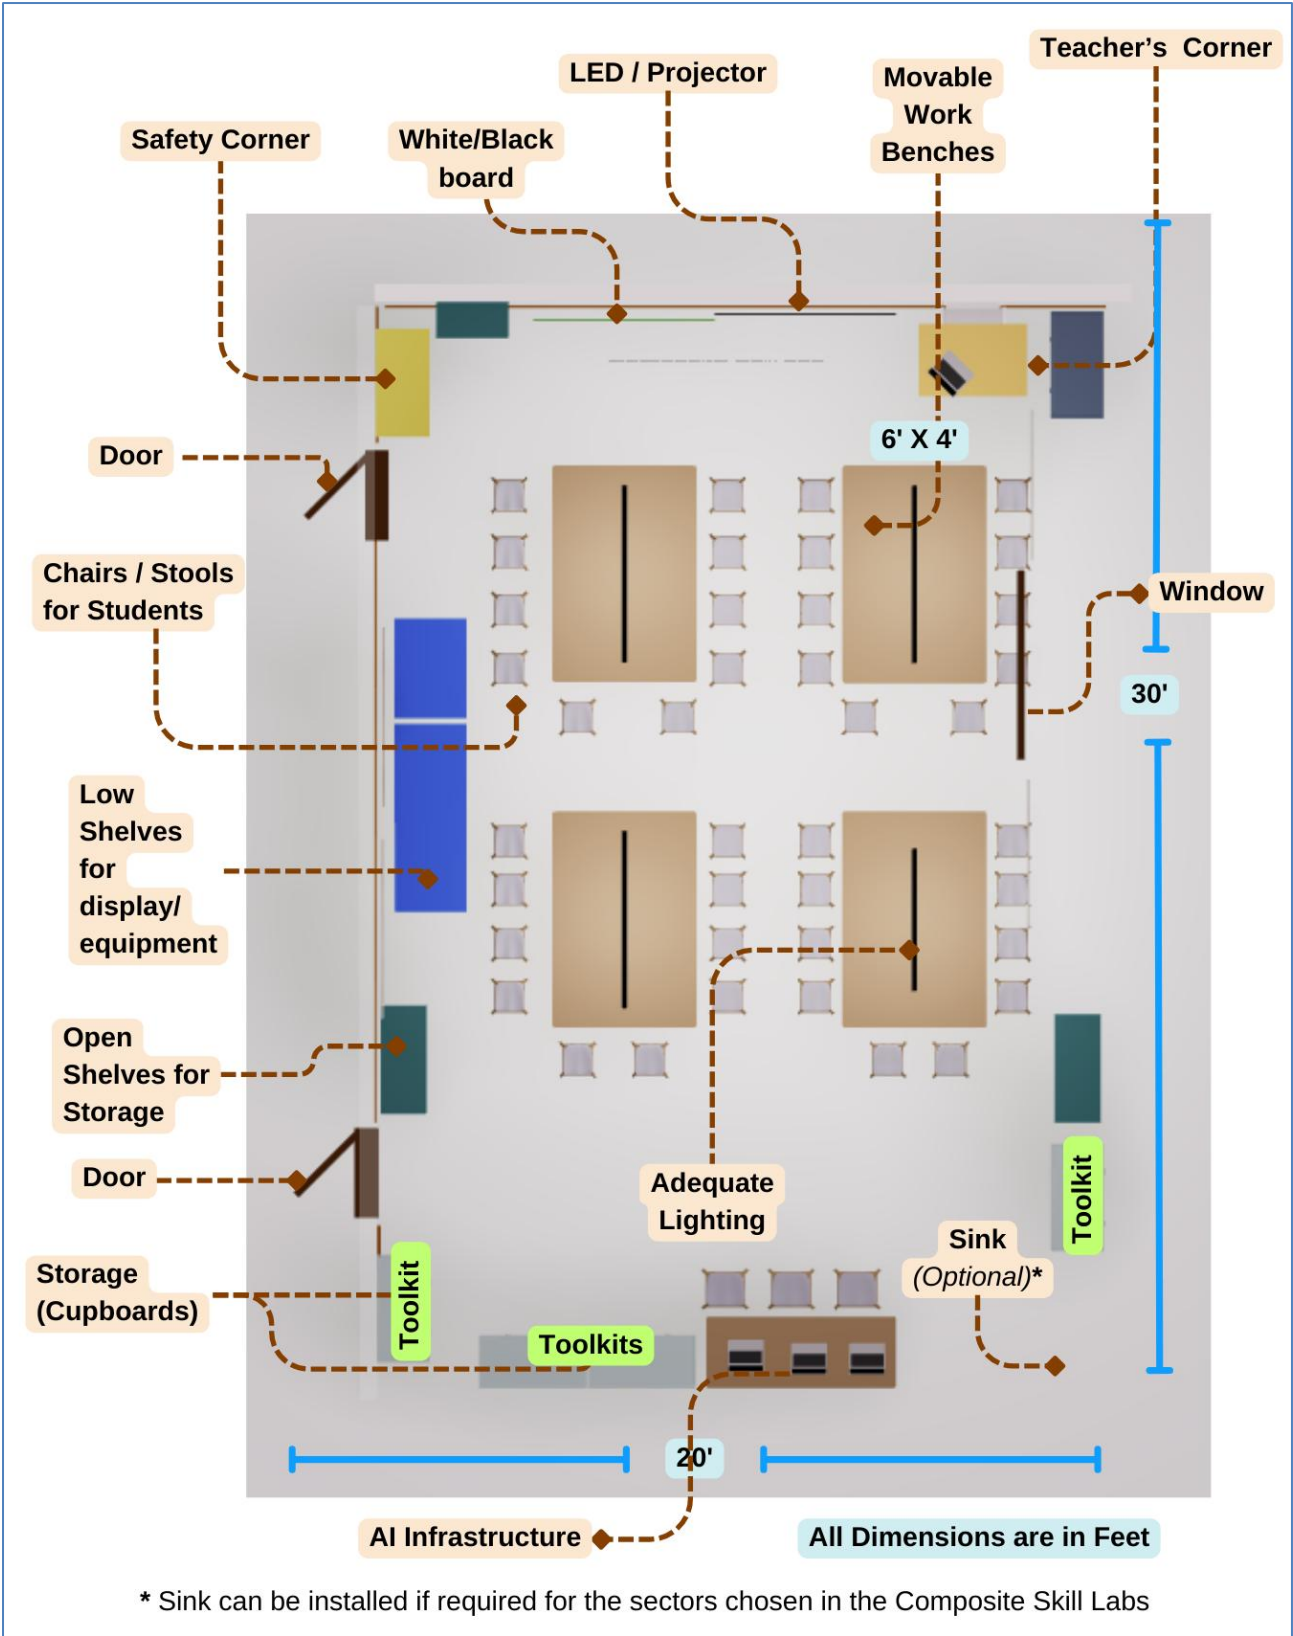 Teacher’s  Corner
LED / Projector
Movable
Work
Benches
Safety Corner
White/Black
board
6' X 4'
Door
Chairs / Stools
for Students
Window
30'
Low
Shelves
for
display/
equipment
Open
Shelves for
Storage
Door
Adequate
Lighting
Toolkit
Sink
(Optional)*
Storage
(Cupboards)
Toolkit
Toolkits
20'
AI Infrastructure
All Dimensions are in Feet
* Sink can be installed if required for the sectors chosen in the Composite Skill Labs